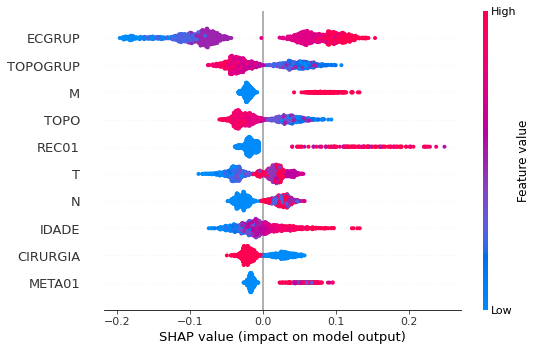 High
ECGRUP
TOPOGRUP
M
TOPO
REC01
T
N
IDADE
CIRURGIA
META01
Feature value
Low
−0.2 −0.1 0.0 0.1 0.2
SHAP value (impact on model output)